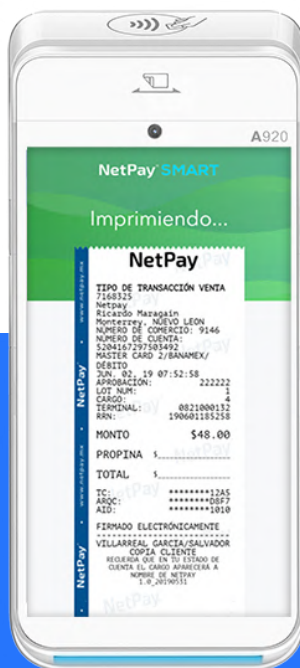 A920
NetPay SMART
Imprimiendo...
NetPay
TIPO DE TRANSACCIÓN VENTA
7168325
Netpay
Ricardo Maragain
Monterrey, NUEVO LEON
NÚMERO DE COMERCIO: 9146
NÚMERO DE CUENTA:
5204167297503492
MASTER CARD 2/BANAMEX/
DÉBITO
JUN. 02, 19 07:52:58
APROBACIÓN: 222222
LOT NUM: 1
CARGO: 4
TERMINAL: 0821000132
RRN: 190601185258
MONTO $48.00
PROPINA $
TOTAL $
TC: ********12A5
ARQC: ********D8F7
AID: ********1010
FIRMADO ELECTRÓNICAMENTE
VILLARREAL GARCIA/SALVADOR
COPIA CLIENTE
RECUERDA QUE EN TU ESTADO DE
CUENTA EL CARGO APARECERÁ A
NOMBRE DE NETPAY
1.0_20190531
www.netpay.mx
NetPay
www.netpay.mx
NetPay